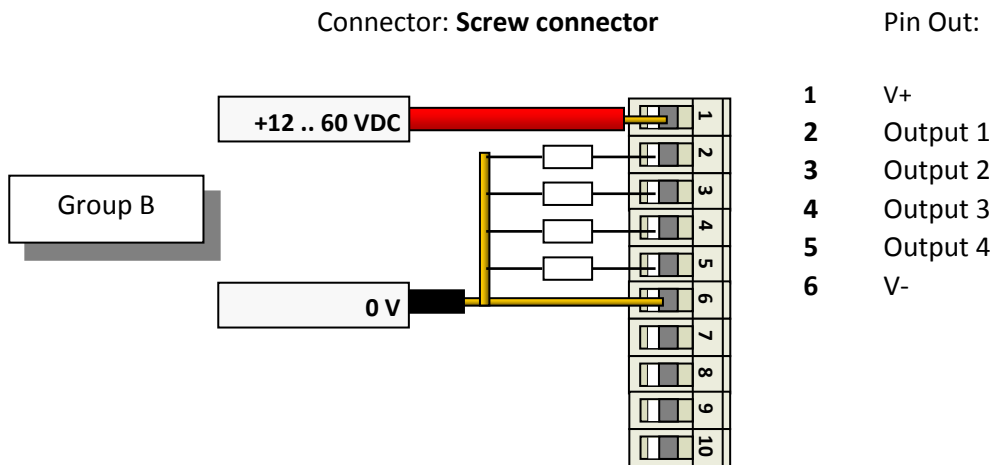 Connector: Screw connector
Pin Out:
+12 .. 60 VDC
Group B
0 V
1
2
3
4
5
6
7
8
9
10
1 V+
2 Output 1
3 Output 2
4 Output 3
5 Output 4
6 V-